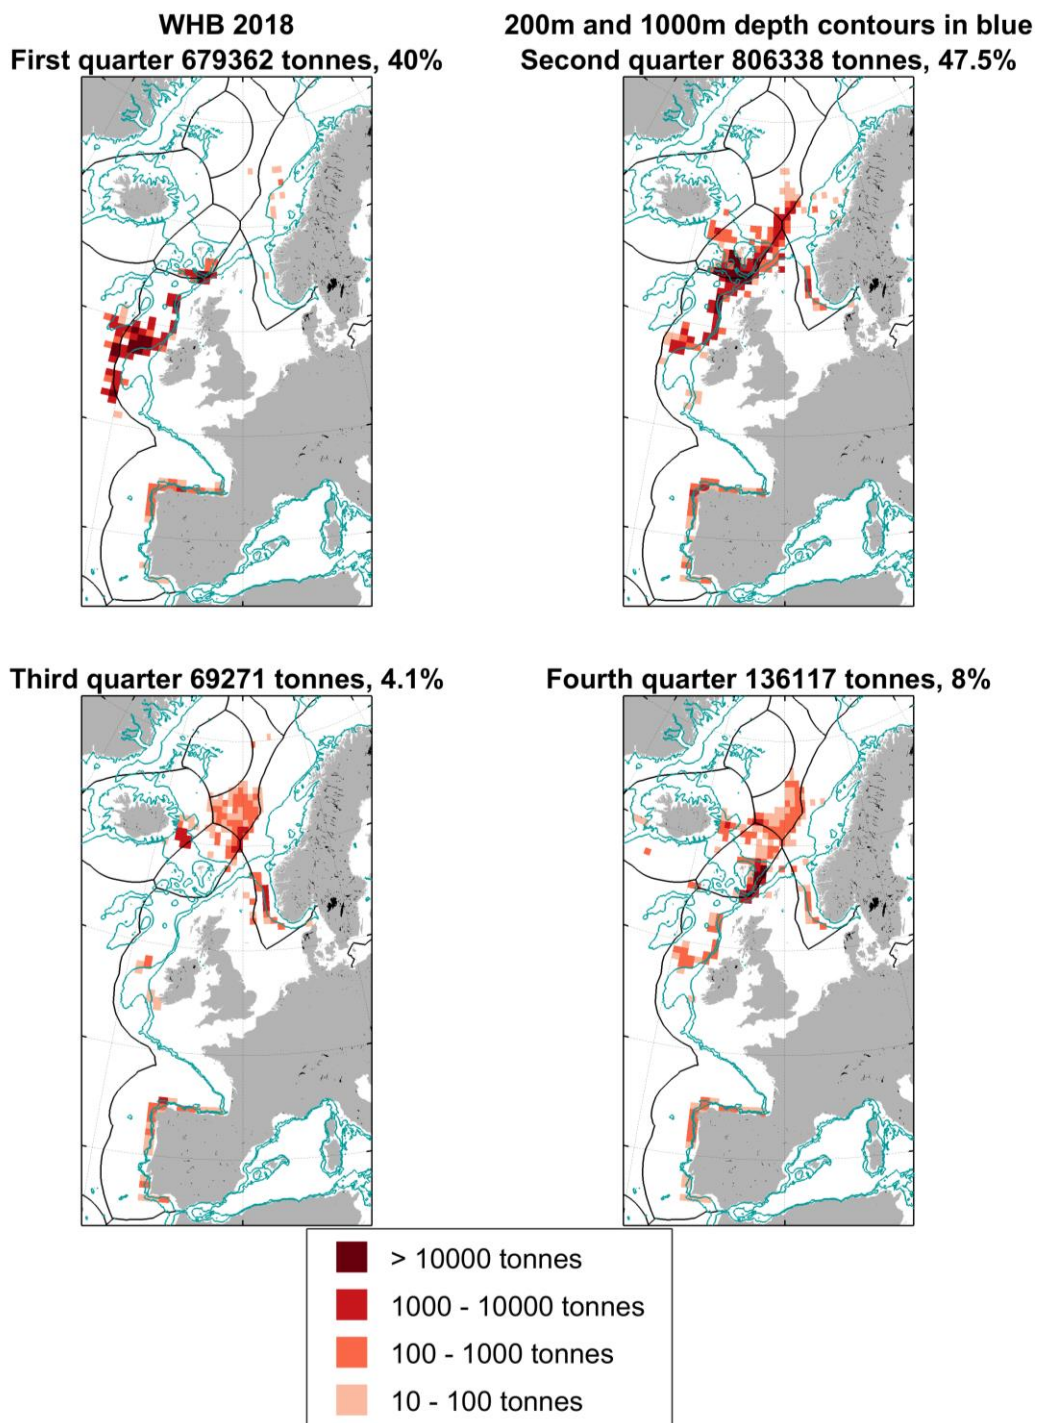 WHB 2018
First quarter 679362 tonnes, 40%
200m and 1000m depth contours in blue
Second quarter 806338 tonnes, 47.5%
Third quarter 69271 tonnes, 4.1%
Fourth quarter 136117 tonnes, 8%
> 10000 tonnes
1000 - 10000 tonnes
100 - 1000 tonnes
10 - 100 tonnes